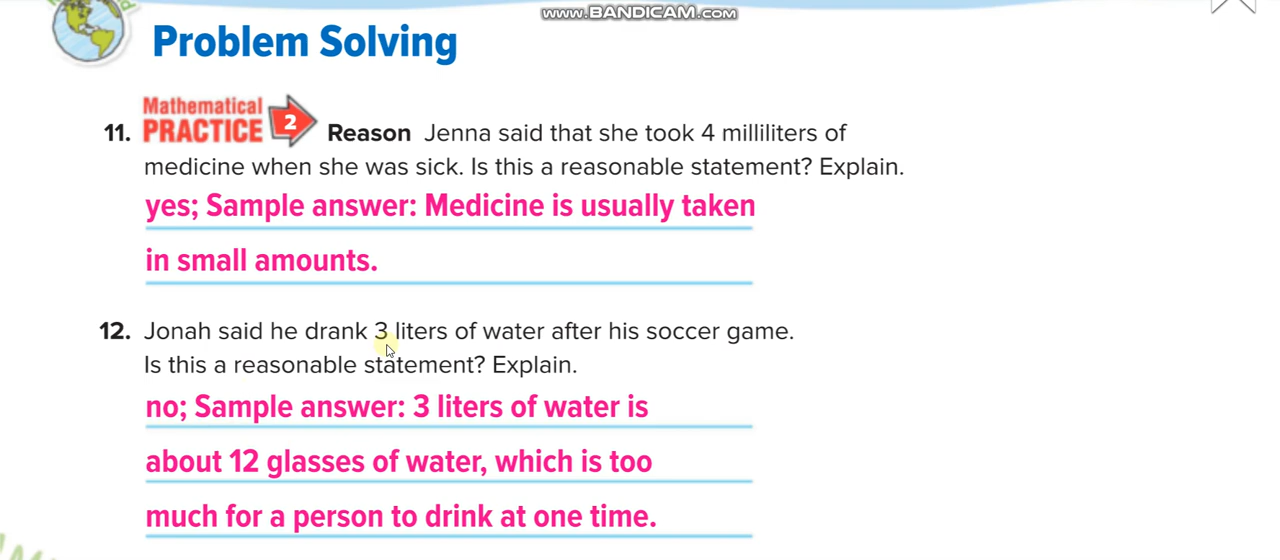 www.BANDICAM.com
Problem Solving
Mathematical
11. PRACTICE 2 Reason Jenna said that she took 4 milliliters of
medicine when she was sick. Is this a reasonable statement? Explain.
yes; Sample answer: Medicine is usually taken
in small amounts.
12. Jonah said he drank 3 liters of water after his soccer game.
Is this a reasonable statement? Explain.
no; Sample answer: 3 liters of water is
about 12 glasses of water, which is too
much for a person to drink at one time.